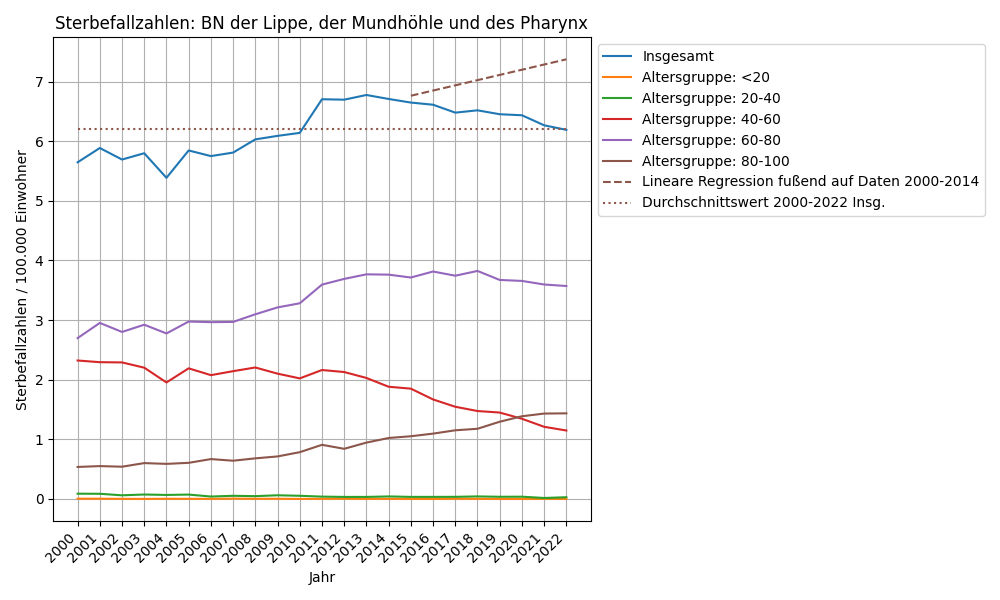 Sterbefallzahlen: BN der Lippe, der Mundhöhle und des Pharynx
Insgesamt
Altersgruppe: <20
Altersgruppe: 20-40
Altersgruppe: 40-60
Altersgruppe: 60-80
Altersgruppe: 80-100
Lineare Regression fußend auf Daten 2000-2014
Durchschnittswert 2000-2022 Insg.
Sterbefallzahlen / 100.000 Einwohner
7
6
5
4
3
2
1
0
2000
2001
2002
2003
2004
2005
2006
2007
2008
2009
2010
2011
2012
2013
2014
2015
2016
2017
2018
2019
2020
2021
2022
Jahr